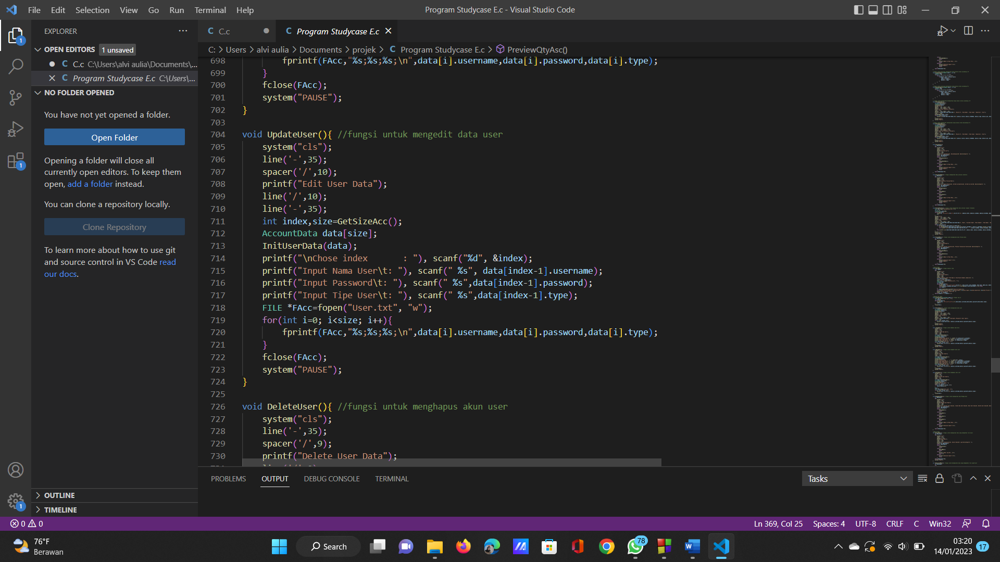 File Edit Selection View Go Run Terminal Help
Program Studycase E.c - Visual Studio Code
EXPLORER
OPEN EDITORS 1 unsaved
C C.c C:\Users\alvi aulia\Documents\...
C Program Studycase E.c C:\Users\...
NO FOLDER OPENED
You have not yet opened a folder.
Open Folder
Opening a folder will close all
currently open editors. To keep them
open, add a folder instead.
You can clone a repository locally.
Clone Repository
To learn more about how to use git
and source control in VS Code read
our docs.
OUTLINE
TIMELINE
C C.c
C Program Studycase E.c
C: > Users > alvi aulia > Documents > projek > C Program Studycase E.c > PreviewQtyAsc()
698 fprintf(FAcc,"%s;%s;%s;\n",data[i].username,data[i].password,data[i].type);
699 }
700 fclose(FAcc);
701 system("PAUSE");
702 }
703
704 void UpdateUser(){ //fungsi untuk mengedit data user
705 system("cls");
706 line('-',35);
707 spacer('/',10);
708 printf("Edit User Data");
709 line('/',10);
710 line('-',35);
711 int index,size=GetSizeAcc();
712 AccountData data[size];
713 InitUserData(data);
714 printf("\nChose index       : "), scanf("%d", &index);
715 printf("Input Nama User\t: "), scanf(" %s", data[index-1].username);
716 printf("Input Password\t: "), scanf(" %s",data[index-1].password);
717 printf("Input Tipe User\t: "), scanf(" %s",data[index-1].type);
718 FILE *FAcc=fopen("User.txt", "w");
719 for(int i=0; i<size; i++){
720 fprintf(FAcc,"%s;%s;%s;\n",data[i].username,data[i].password,data[i].type);
721 }
722 fclose(FAcc);
723 system("PAUSE");
724 }
725
726 void DeleteUser(){ //fungsi untuk menghapus akun user
727 system("cls");
728 line('-',35);
729 spacer('/',9);
730 printf("Delete User Data");
PROBLEMS OUTPUT DEBUG CONSOLE TERMINAL
Tasks
0 0
Ln 369, Col 25 Spaces: 4 UTF-8 CRLF C Win32
76°F
Berawan
Search
78
03:20
14/01/2023
17